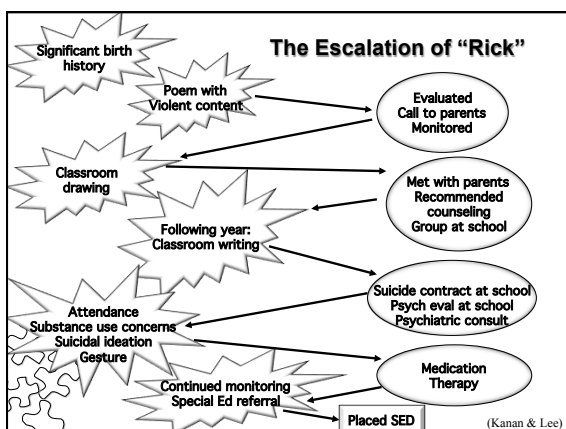 The Escalation of “Rick”
Significant birth
history
Poem with
Violent content
Evaluated
Call to parents
Monitored
Classroom
drawing
Met with parents
Recommended
counseling
Group at school
Following year:
Classroom writing
Suicide contract at school
Psych eval at school
Psychiatric consult
Attendance
Substance use concerns
Suicidal ideation
Gesture
Medication
Therapy
Continued monitoring
Special Ed referral
Placed SED
(Kanan & Lee)